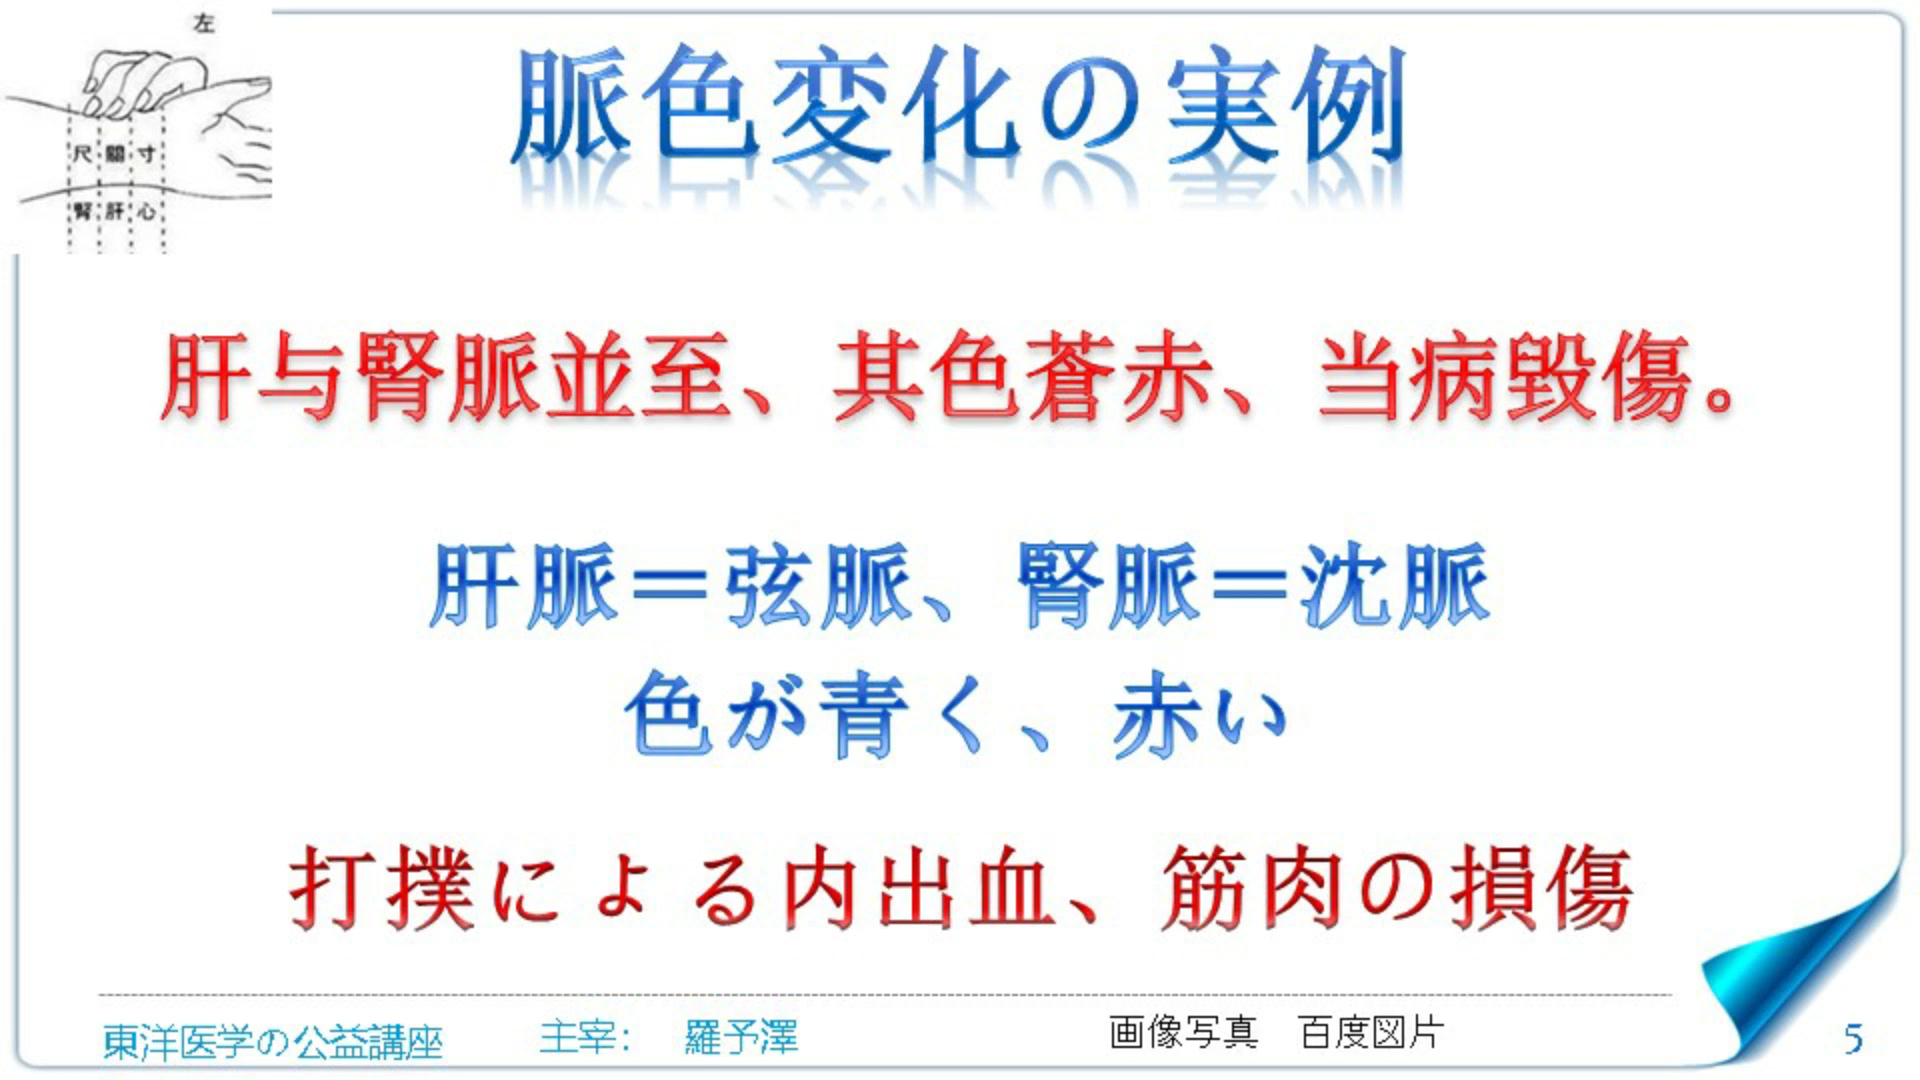 左
脈色変化の実例
尺 關 寸
腎 肝 心
肝与腎脈並至、其色蒼赤、当病毀傷。
肝脈＝弦脈、腎脈＝沈脈
色が青く、赤い
打撲による内出血、筋肉の損傷
東洋医学の公益講座 主宰： 羅予澤 画像写真 百度図片 5